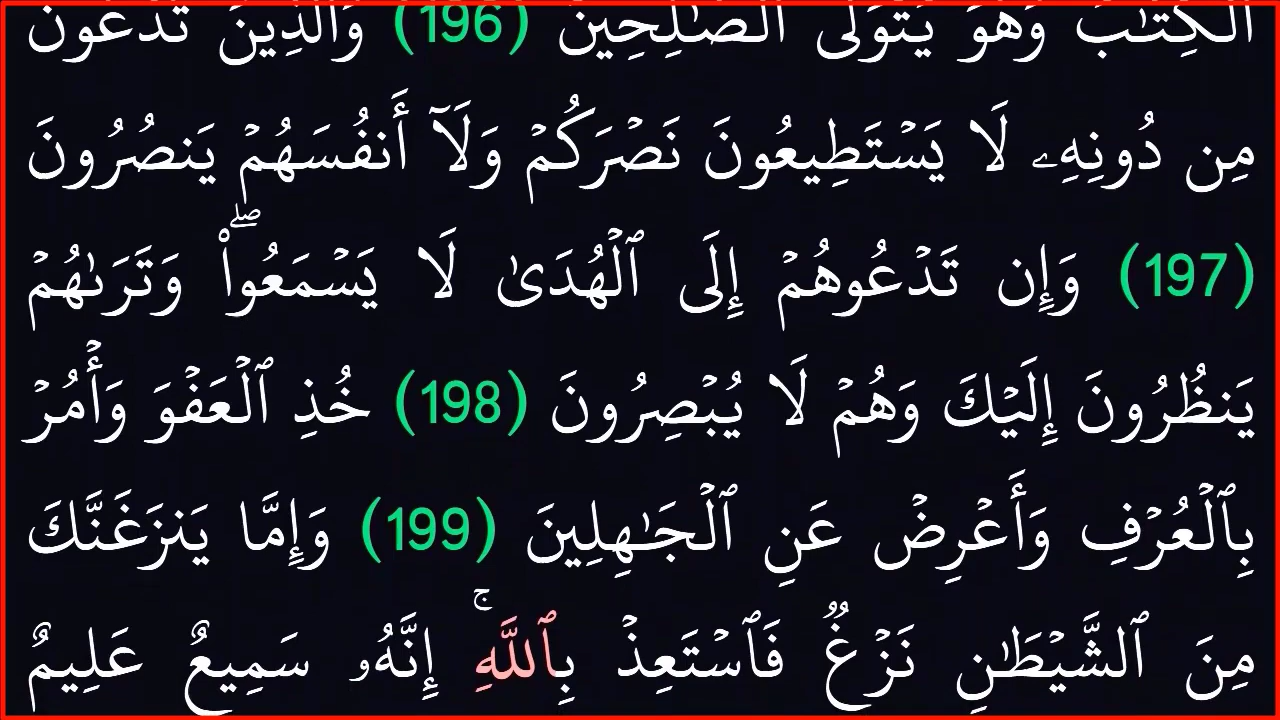 ٱلْكِتَـٰبَ وَهُوَ يَتَوَلَّى ٱلصَّـٰلِحِينَ (196) وَٱلَّذِينَ تَدْعُونَ
مِن دُونِهِۦ لَا يَسْتَطِيعُونَ نَصْرَكُمْ وَلَآ أَنفُسَهُمْ يَنصُرُونَ
(197) وَإِن تَدْعُوهُمْ إِلَى ٱلْهُدَىٰ لَا يَسْمَعُوا۟ۖ وَتَرَىٰهُمْ
يَنظُرُونَ إِلَيْكَ وَهُمْ لَا يُبْصِرُونَ (198) خُذِ ٱلْعَفْوَ وَأْمُرْ
بِٱلْعُرْفِ وَأَعْرِضْ عَنِ ٱلْجَـٰهِلِينَ (199) وَإِمَّا يَنزَغَنَّكَ
مِنَ ٱلشَّيْطَـٰنِ نَزْغٌ فَٱسْتَعِذْ بِٱللَّهِۚ إِنَّهُۥ سَمِيعٌ عَلِيمٌ